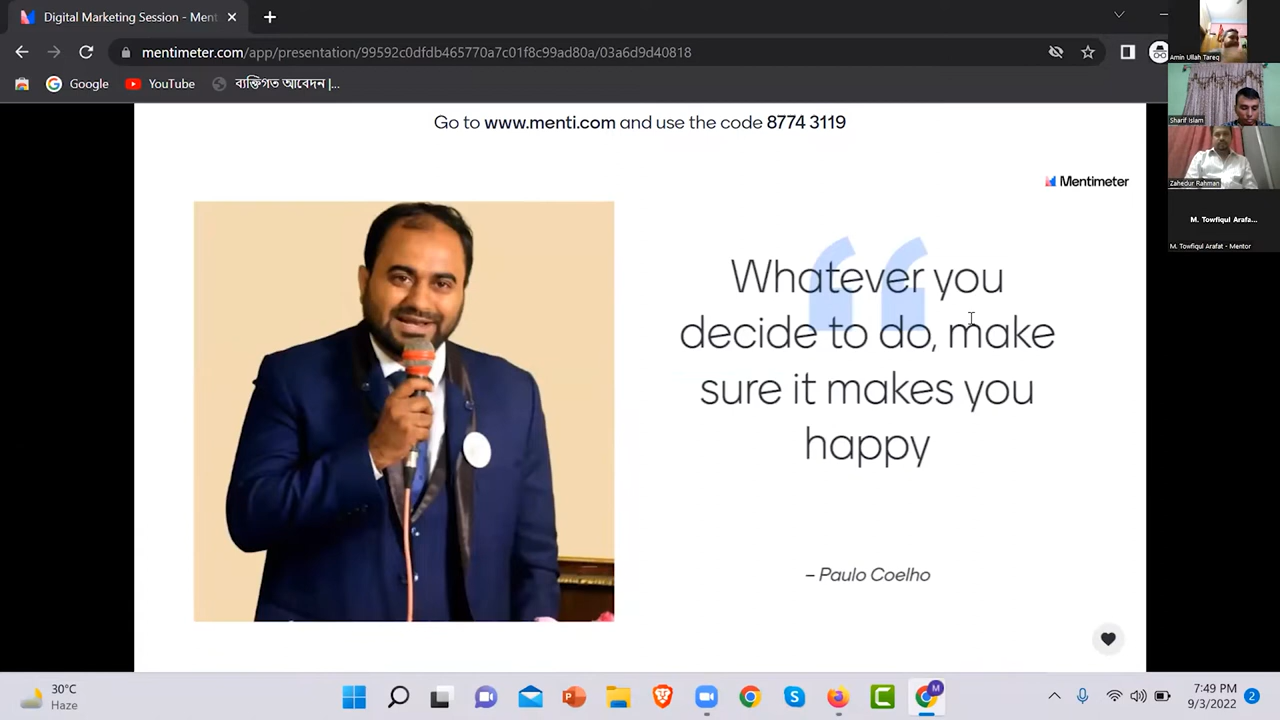 Digital Marketing Session - Ment
mentimeter.com/app/presentation/99592c0dfdb465770a7c01f8c99ad80a/03a6d9d40818
Google
YouTube
ব্যক্তিগত আবেদন |...
Go to www.menti.com and use the code 8774 3119
Mentimeter
Whatever you
decide to do, make
sure it makes you
happy
– Paulo Coelho
Amin Ullah Tareq
Sharif Islam
Zahedur Rahman
M. Towfiqul Arafa...
M. Towfiqul Arafat - Mentor
30°C
Haze
M
7:49 PM
9/3/2022
2